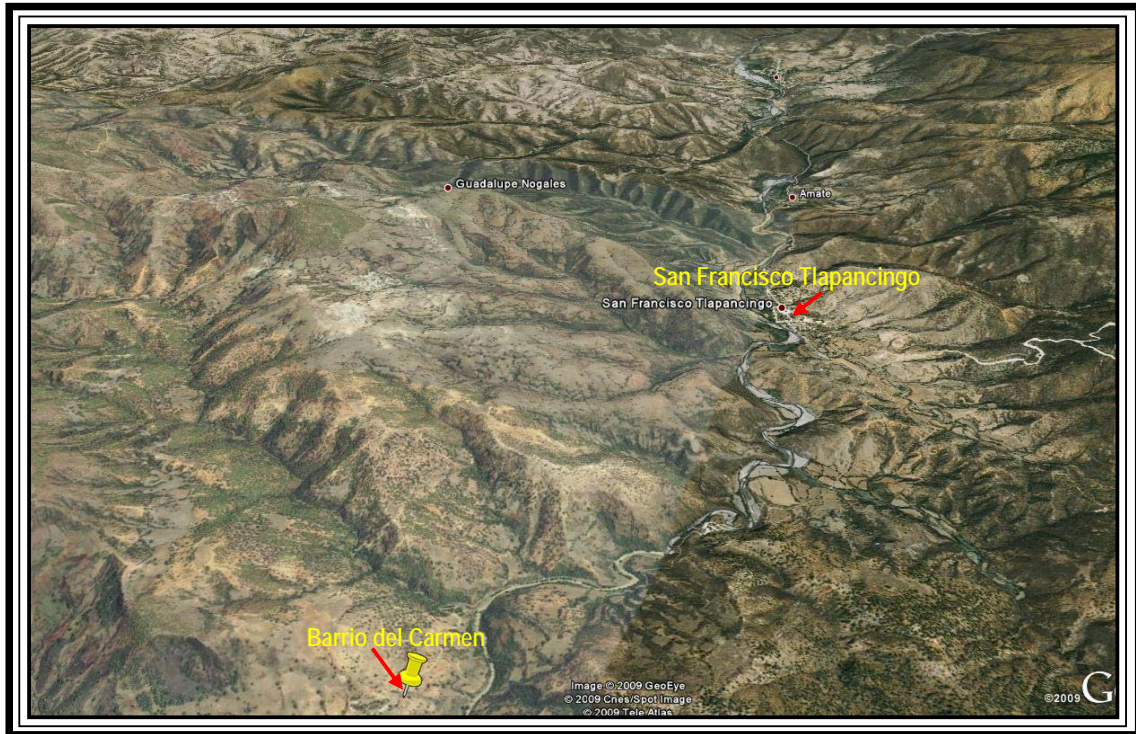 Guadalupe Nogales
Amate
San Francisco Tlapancingo
San Francisco Tlapancingo
Barrio del Carmen
Image © 2009 GeoEye
© 2009 Cnes/Spot Image
© 2009 Tele Atlas
©2009 G